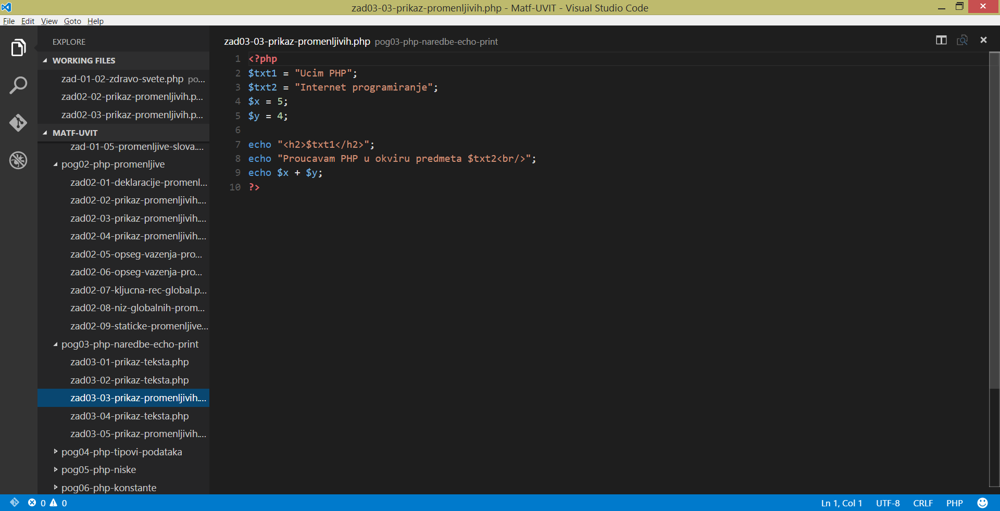 zad03-03-prikaz-promenljivih.php - Matf-UVIT - Visual Studio Code
File Edit View Goto Help
EXPLORE
WORKING FILES
zad-01-02-zdravo-svete.php po...
zad02-02-prikaz-promenljivih.p...
zad02-03-prikaz-promenljivih.p...
MATF-UVIT
zad-01-05-promenljive-slova....
pog02-php-promenljive
zad02-01-deklaracije-promenl...
zad02-02-prikaz-promenljivih....
zad02-03-prikaz-promenljivih....
zad02-04-prikaz-promenljivih....
zad02-05-opseg-vazenja-pro...
zad02-06-opseg-vazenja-pro...
zad02-07-kljucna-rec-global.p...
zad02-08-niz-globalnih-prom...
zad02-09-staticke-promenljive...
pog03-php-naredbe-echo-print
zad03-01-prikaz-teksta.php
zad03-02-prikaz-teksta.php
zad03-03-prikaz-promenljivih....
zad03-04-prikaz-teksta.php
zad03-05-prikaz-promenljivih....
pog04-php-tipovi-podataka
pog05-php-niske
pog06-php-konstante
zad03-03-prikaz-promenljivih.php pog03-php-naredbe-echo-print
1 <?php
2 $txt1 = "Ucim PHP";
3 $txt2 = "Internet programiranje";
4 $x = 5;
5 $y = 4;
6
7 echo "<h2>$txt1</h2>";
8 echo "Proucavam PHP u okviru predmeta $txt2<br/>";
9 echo $x + $y;
10 ?>
0 0
Ln 1, Col 1 UTF-8 CRLF PHP